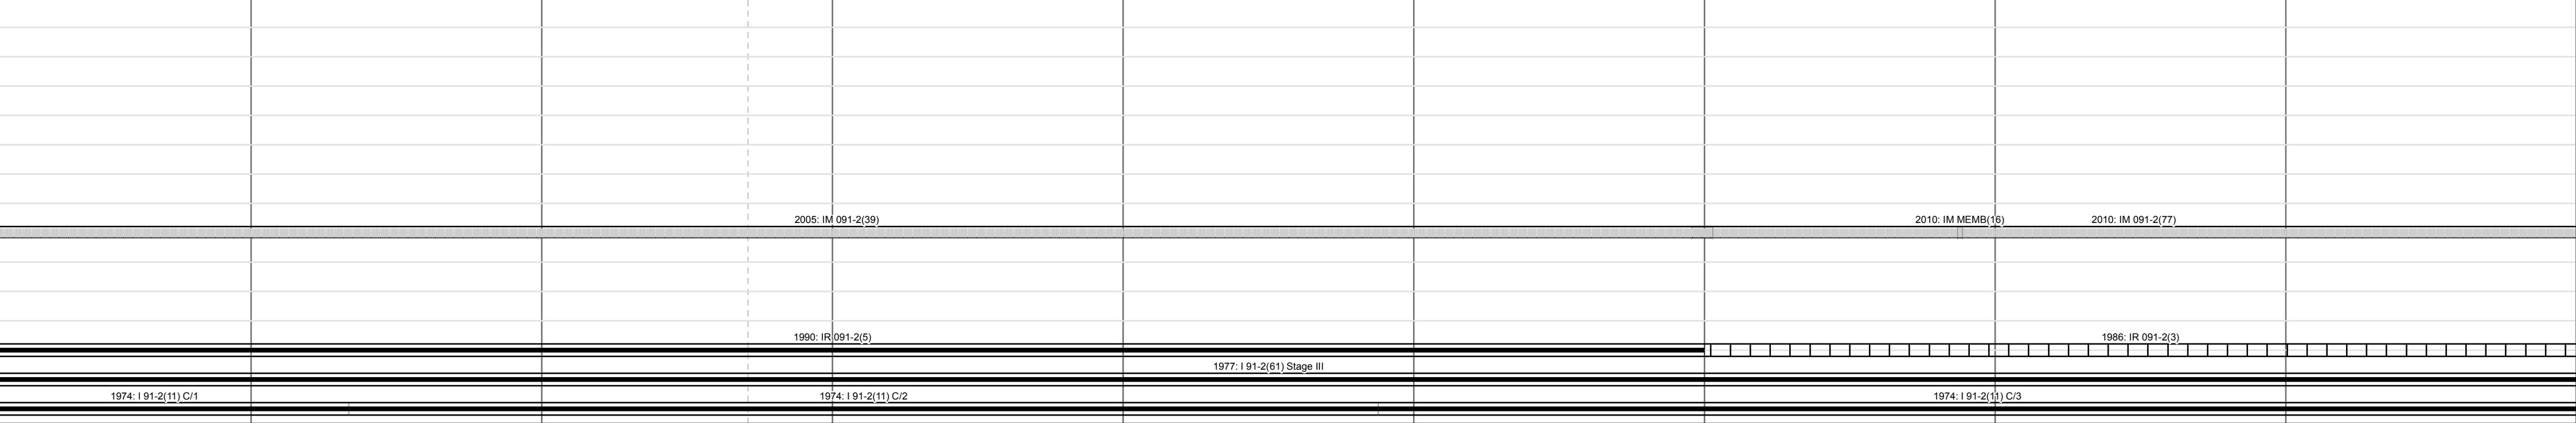 2005: IM 091-2(39)
2010: IM MEMB(16)
2010: IM 091-2(77)
1990: IR 091-2(5)
1986: IR 091-2(3)
1977: I 91-2(61) Stage III
1974: I 91-2(11) C/1
1974: I 91-2(11) C/2
1974: I 91-2(11) C/3